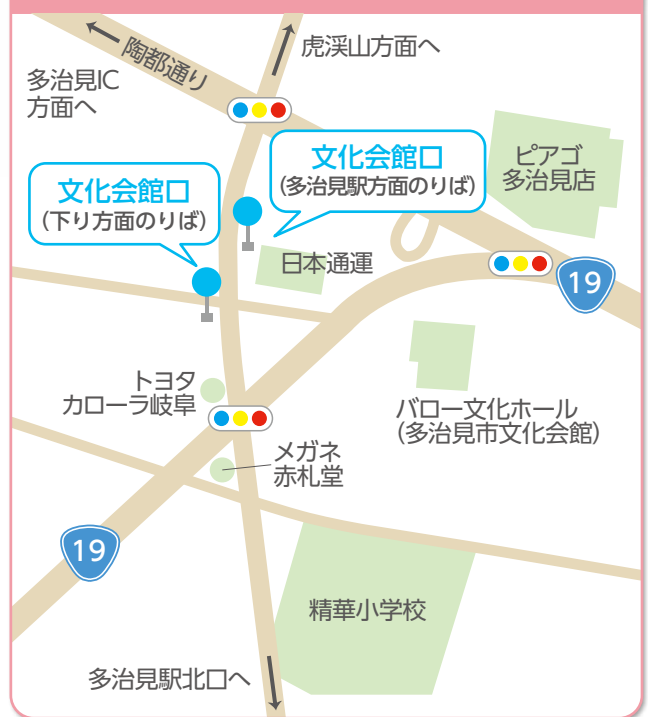 陶都通り
虎渓山方面へ
多治見IC
方面へ
文化会館口
(多治見駅方面のりば)
ピアゴ
多治見店
文化会館口
(下り方面のりば)
日本通運
19
トヨタ
カローラ岐阜
バロー文化ホール
(多治見市文化会館)
メガネ
赤札堂
19
精華小学校
多治見駅北口へ